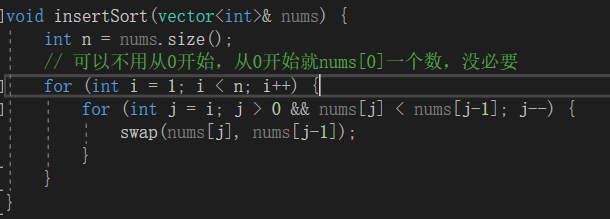 void insertSort(vector<int>& nums) {
    int n = nums.size();
    // 可以不用从0开始，从0开始就nums[0]一个数，没必要
    for (int i = 1; i < n; i++) {
        for (int j = i; j > 0 && nums[j] < nums[j-1]; j--) {
            swap(nums[j], nums[j-1]);
        }
    }
}